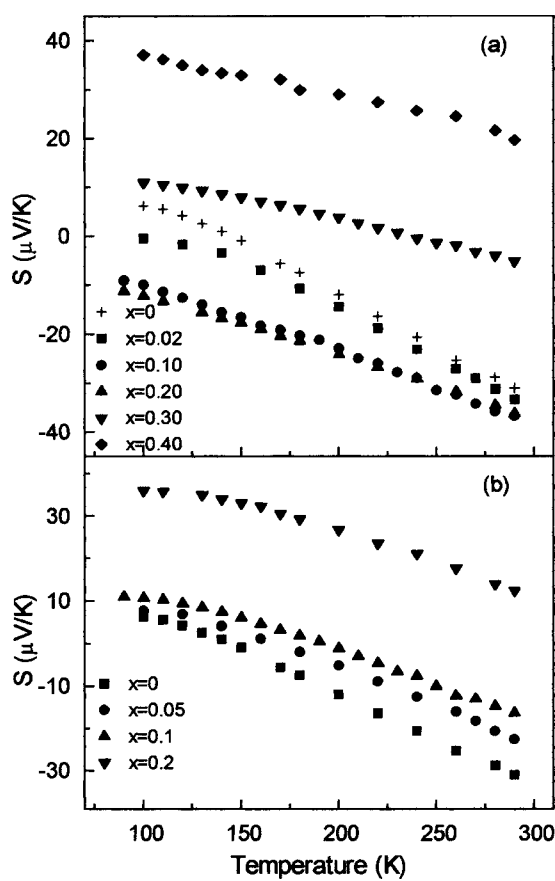 (a)
40
20
0
-20
-40
S (μV/K)
x=0
x=0.02
x=0.10
x=0.20
x=0.30
x=0.40
(b)
30
10
-10
-30
S (μV/K)
x=0
x=0.05
x=0.1
x=0.2
100 150 200 250 300
Temperature (K)